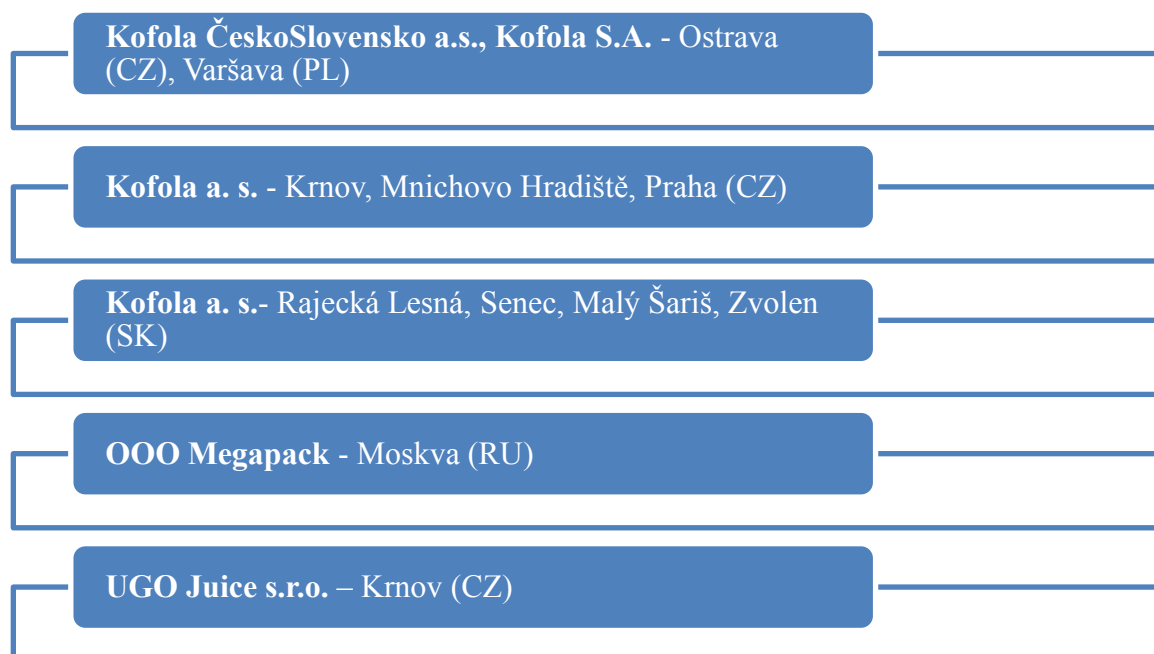 Kofola ČeskoSlovensko a.s., Kofola S.A. - Ostrava
(CZ), Varšava (PL)
Kofola a. s. - Krnov, Mnichovo Hradiště, Praha (CZ)
Kofola a. s.- Rajecká Lesná, Senec, Malý Šariš, Zvolen
(SK)
OOO Megapack - Moskva (RU)
UGO Juice s.r.o. – Krnov (CZ)